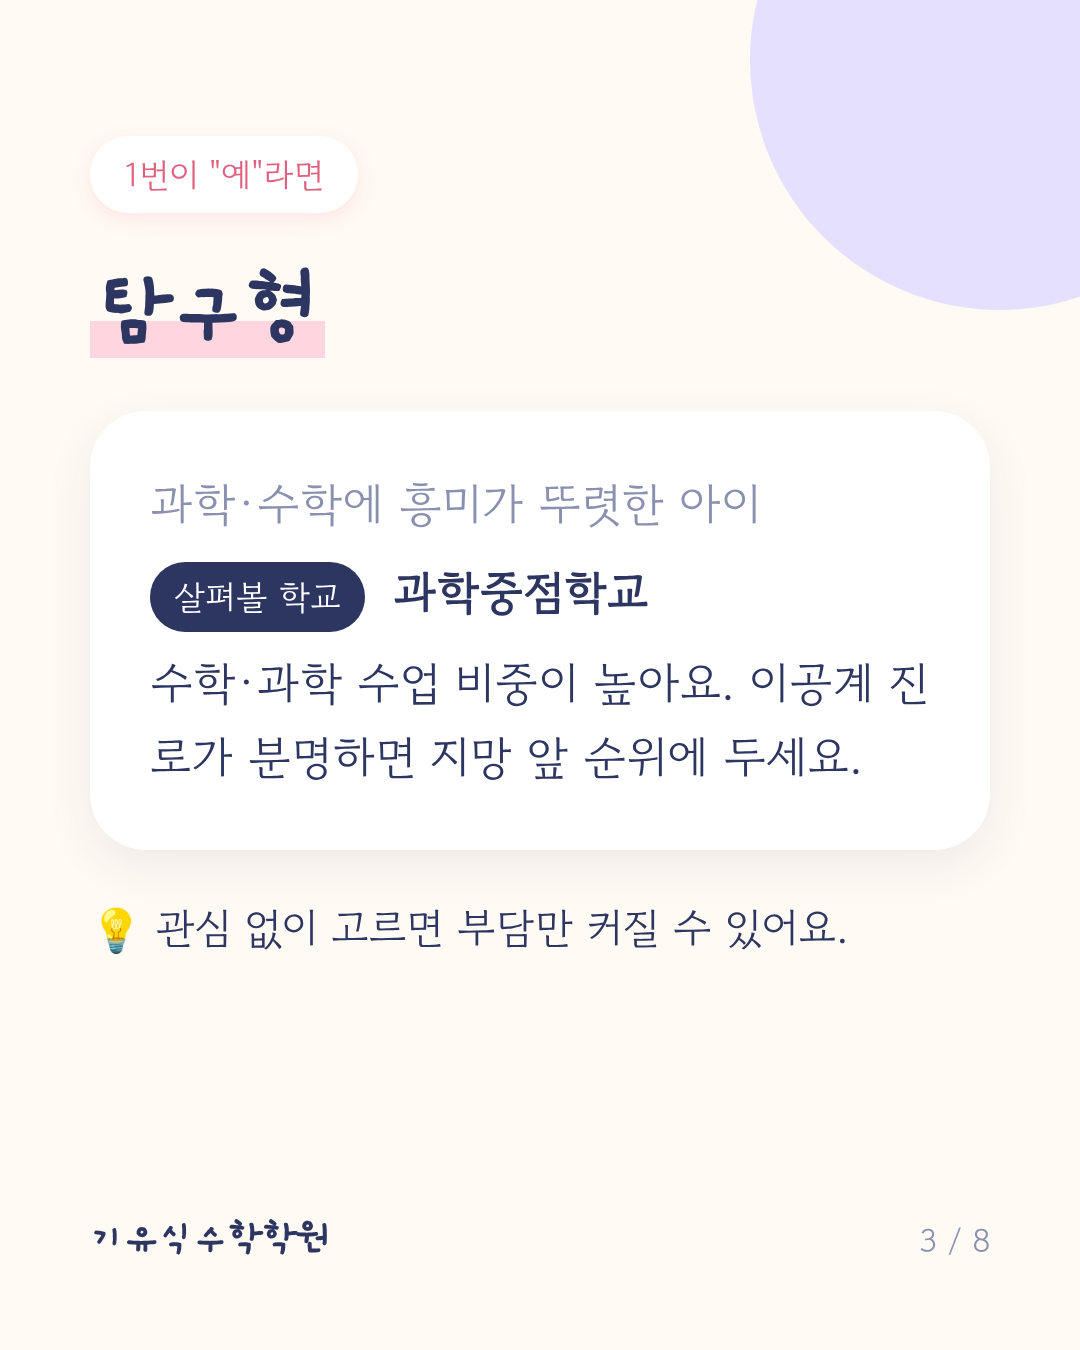 1번이 "예"라면
탐구형
과학·수학에 흥미가 뚜렷한 아이
살펴볼 학교 과학중점학교
수학·과학 수업 비중이 높아요. 이공계 진
로가 분명하면 지망 앞 순위에 두세요.
💡 관심 없이 고르면 부담만 커질 수 있어요.
기유식수학학원
3 / 8